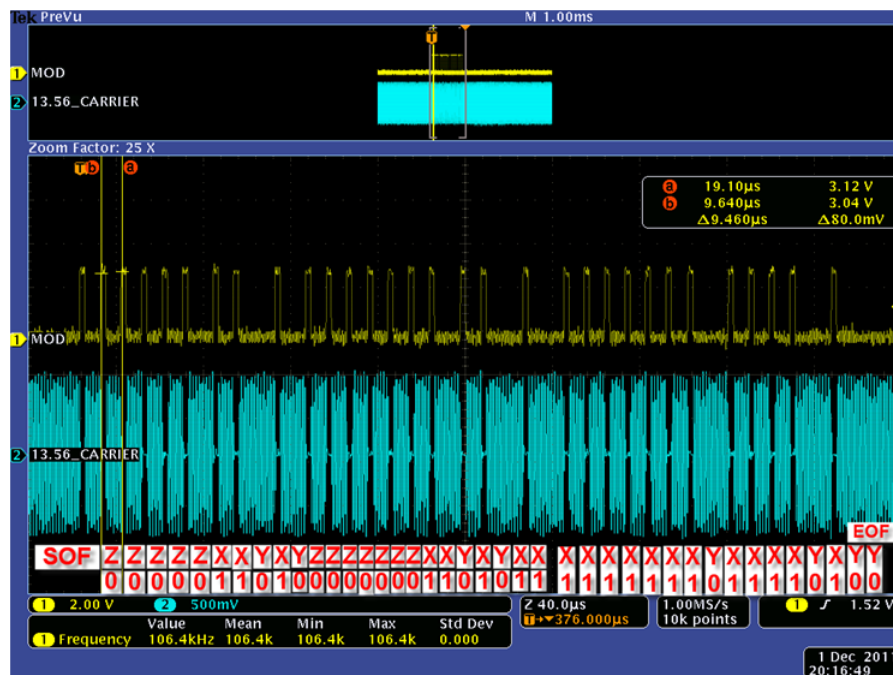 Tek PreVu M 1.00ms
1 MOD
2 13.56_CARRIER
Zoom Factor: 25 X
T b a
a 19.10µs 3.12 V
b 9.640µs 3.04 V
Δ9.460µs Δ80.0mV
1 MOD
2 13.56_CARRIER
EOF
SOF Z Z Z Z Z X X Y X Y Z Z Z Z Z Z Z X X Y X Y X X X X X X X X X Y X X X X Y X Y Y
0 0 0 0 0 1 1 0 1 0 0 0 0 0 0 0 0 1 1 0 1 0 1 1 1 1 1 1 1 1 1 0 1 1 1 1 0 1 0 0
1 2.00 V 2 500mV Z 40.0µs 1.00MS/s 1 1.52 V
T→▼376.000µs 10k points
Value Mean Min Max Std Dev
1 Frequency 106.4kHz 106.4k 106.4k 106.4k 0.000
1 Dec 2011
20:16:49